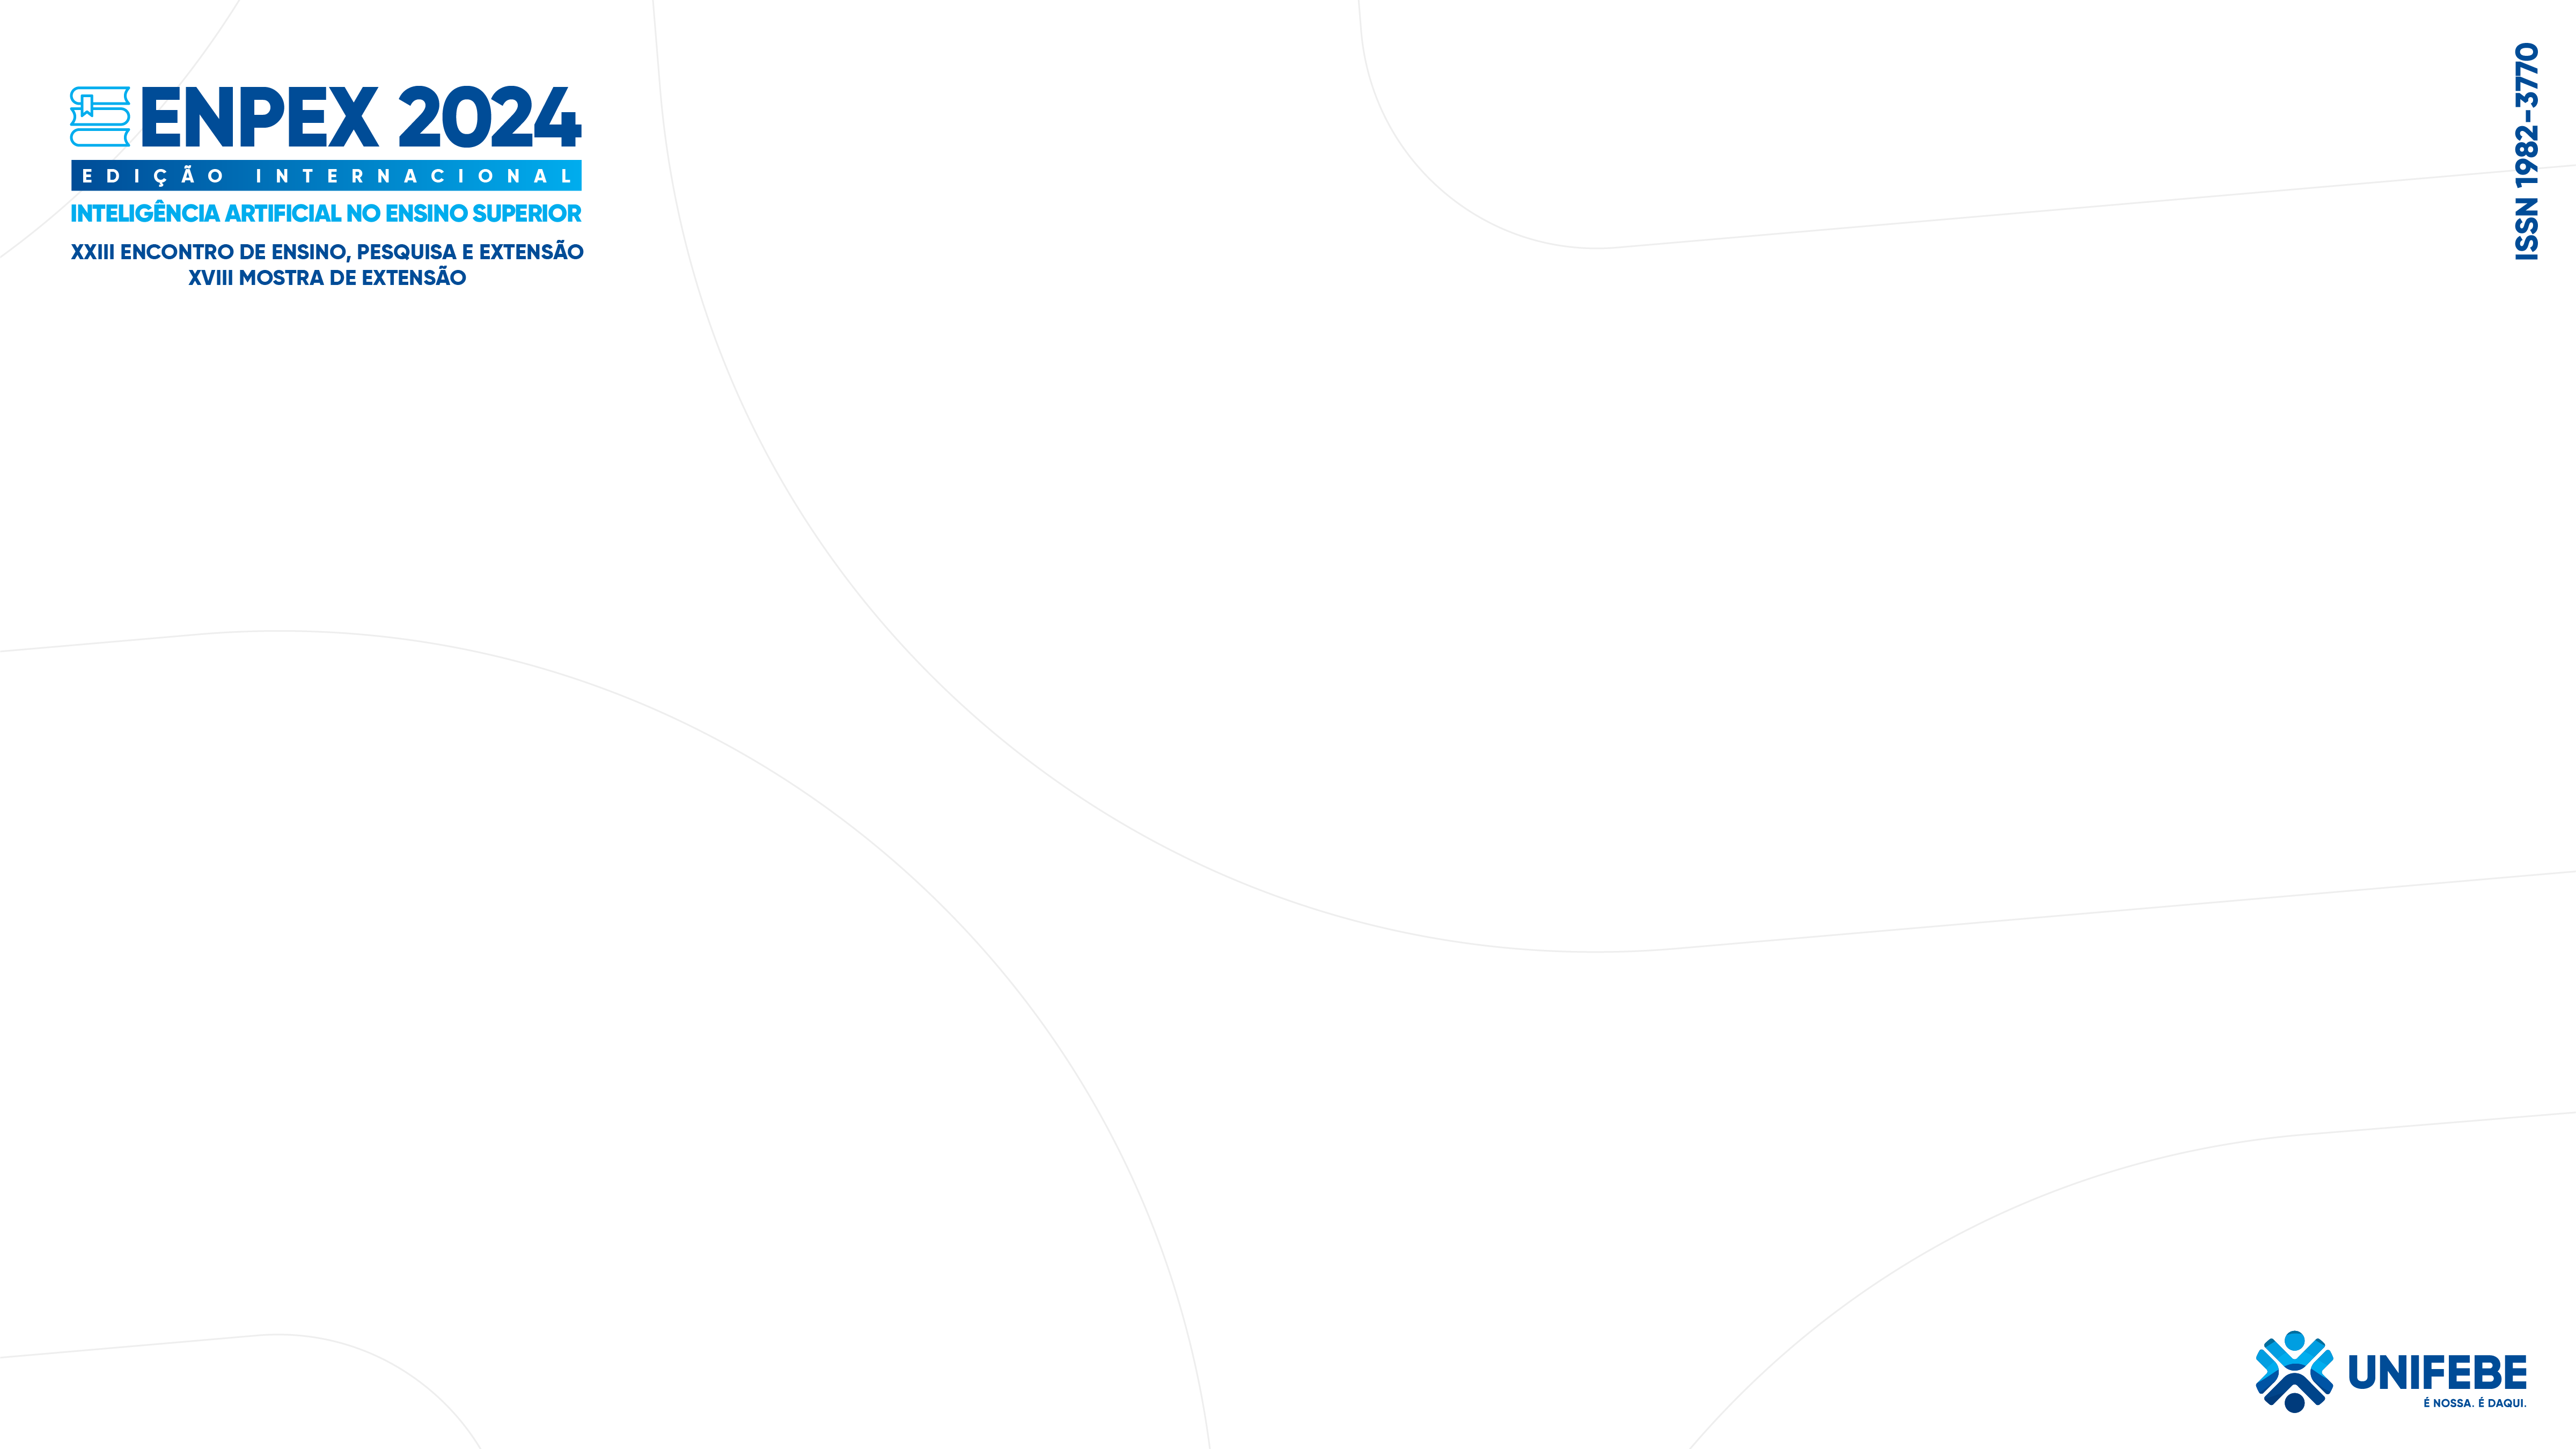 ENPEX 2024
EDIÇÃO INTERNACIONAL
INTELIGÊNCIA ARTIFICIAL NO ENSINO SUPERIOR
XXIII ENCONTRO DE ENSINO, PESQUISA E EXTENSÃO
XVIII MOSTRA DE EXTENSÃO
ISSN 1982-3770
UNIFEBE
É NOSSA. É DAQUI.